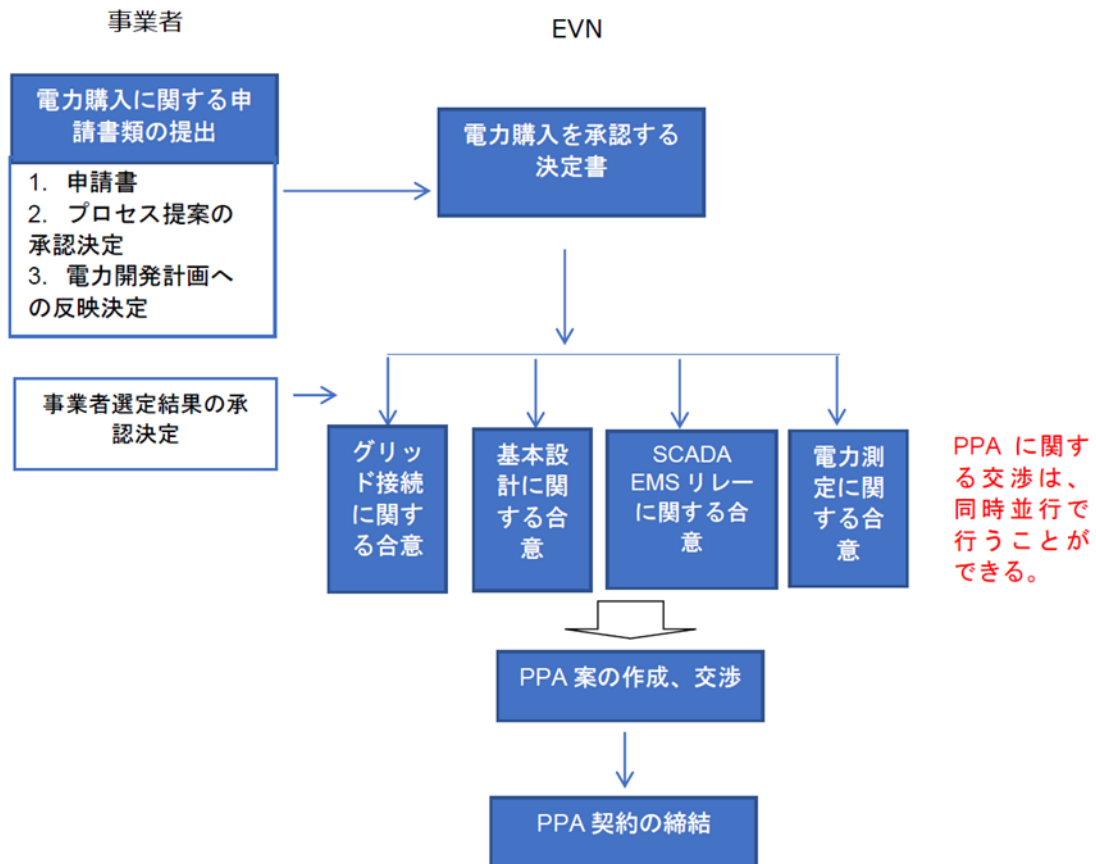 事業者
EVN
電力購入に関する申
請書類の提出
1. 申請書
2. プロセス提案の
承認決定
3. 電力開発計画へ
の反映決定
電力購入を承認する
決定書
事業者選定結果の承
認決定
グリッ
ド接続
に関す
る合意
基本設
計に関
する合
意
SCADA
EMS リレー
に関する合
意
電力測
定に関
する合
意
PPA に関す
る交渉は、
同時並行で
行うことが
できる。
PPA 案の作成、交渉
PPA 契約の締結